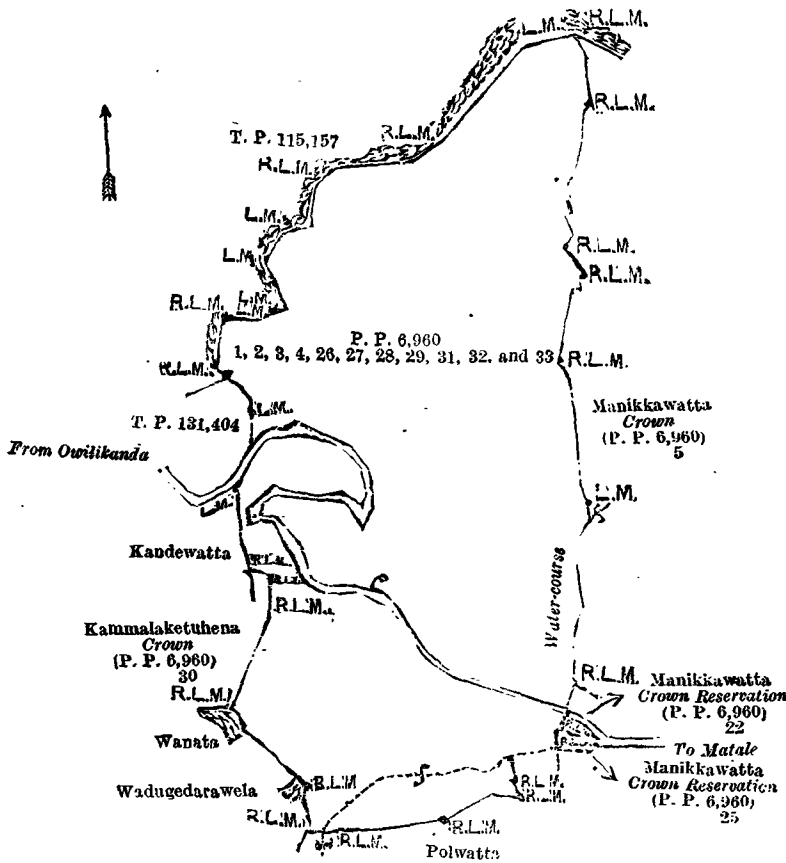 L.M. R.L.M.
R.L.M.
R.L.M.
T. P. 115,157
R.L.M.
L.M.
R.L.M.
L.M.
R.L.M.
R.L.M.
L.M.
L.M.
P. P. 6,960
1, 2, 3, 4, 26, 27, 28, 29, 31, 32. and 33
R.L.M.
R.L.M.
L.M.
Manikkawatta
Crown
(P. P. 6,960)
5
T. P. 131,404
From Owilikanda
L.M.
L.M.
Kandewatta
R.L.M.
R.L.M.
R.L.M.
Water-course
Kammalaketuhena
Crown
(P. P. 6,960)
30
R.L.M.
R.L.M.
Manikkawatta
Crown Reservation
(P. P. 6,960)
22
Wanata
To Matale
Manikkawatta
Crown Reservation
(P. P. 6,960)
25
Wadugedarawela
R.L.M
R.L.M.
R.L.M.
R.L.M.
R.L.M.
R.L.M.
Polwatta